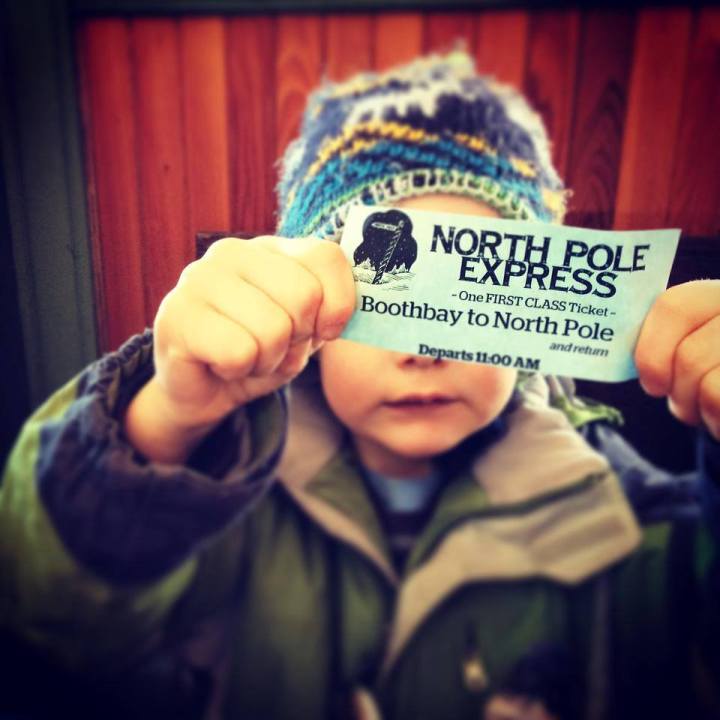 NORTH POLE
EXPRESS
- One FIRST CLASS Ticket -
Boothbay to North Pole
and return
Departs 11:00 AM